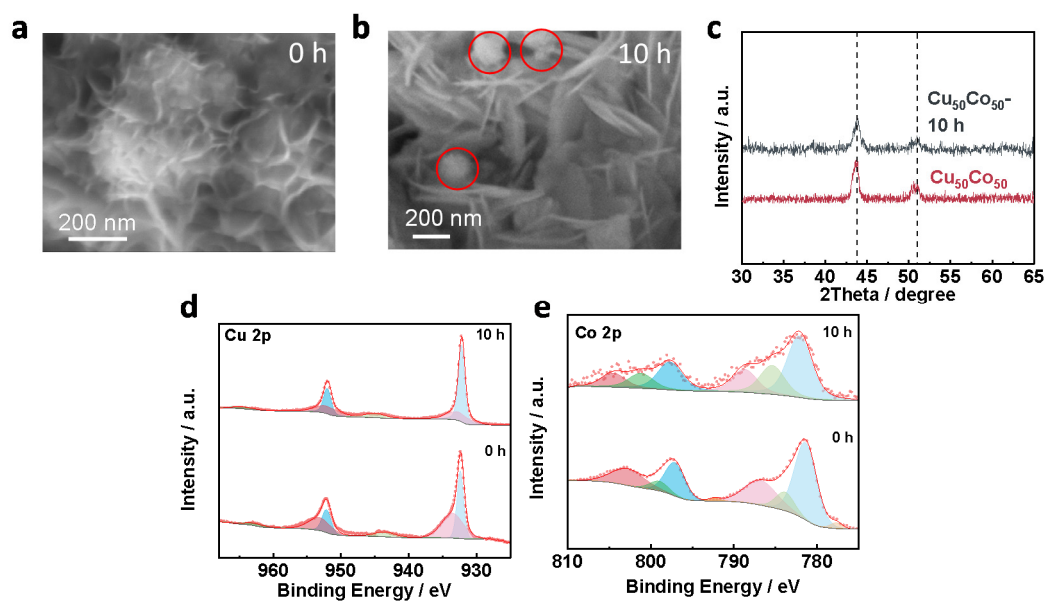 a
0 h
200 nm
b
10 h
200 nm
c
Intensity / a.u.
Cu₅₀Co₅₀-
10 h
Cu₅₀Co₅₀
30 35 40 45 50 55 60 65
2Theta / degree
d
Cu 2p
10 h
0 h
Intensity / a.u.
960 950 940 930
Binding Energy / eV
e
Co 2p
10 h
0 h
Intensity / a.u.
810 800 790 780
Binding Energy / eV